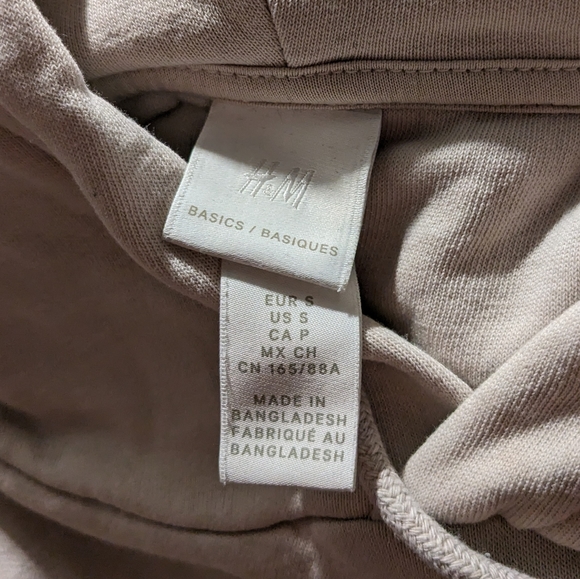 H&M
BASICS / BASIQUES
EUR S
US S
CA P
MX CH
CN 165/88A
MADE IN
BANGLADESH
FABRIQUÉ AU
BANGLADESH